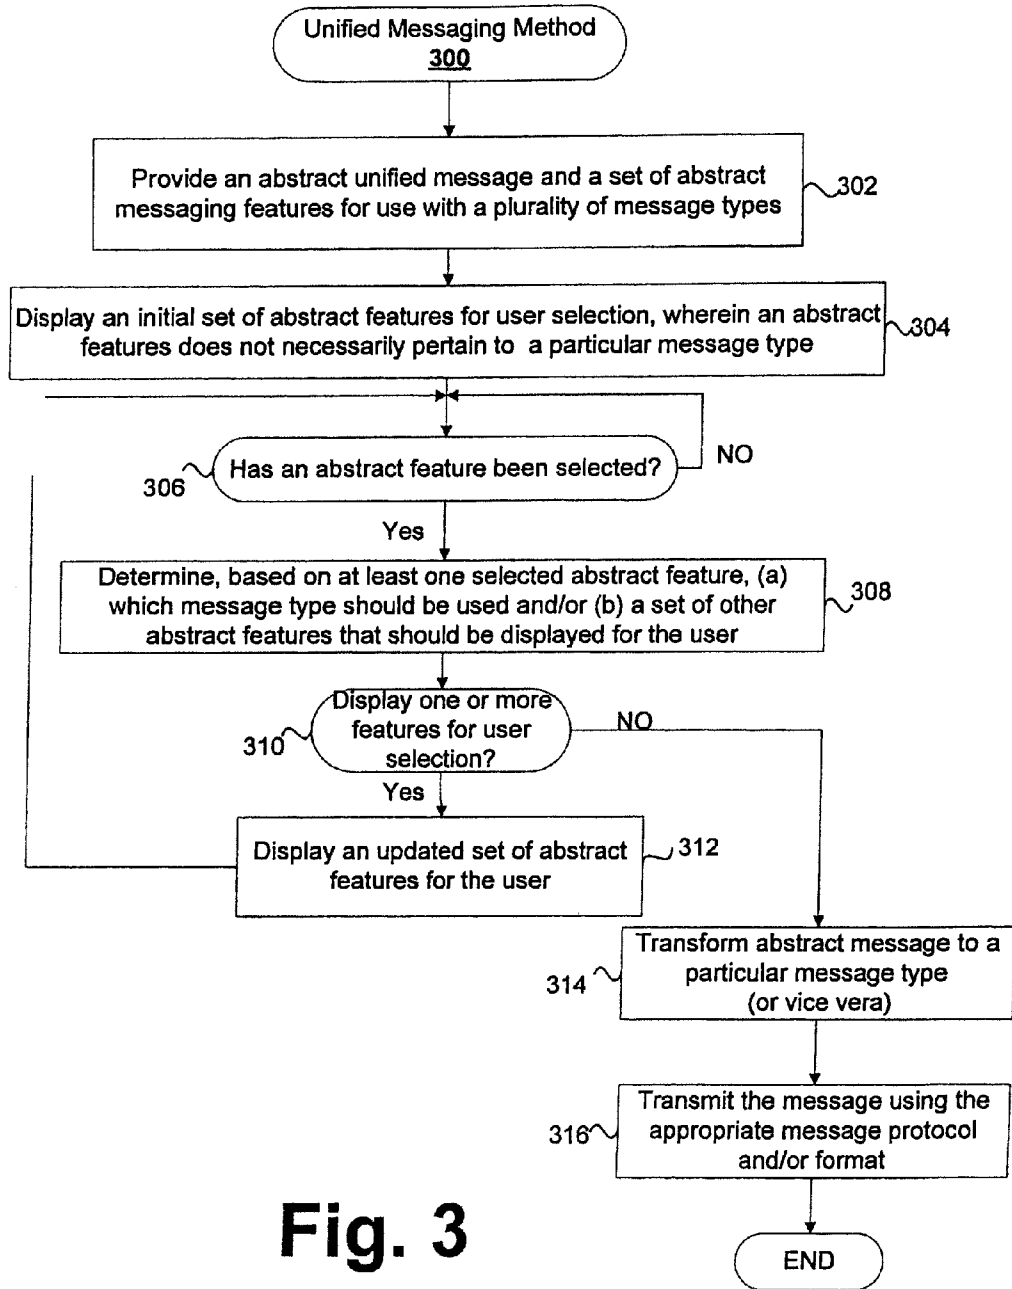 Unified Messaging Method
300
Provide an abstract unified message and a set of abstract
messaging features for use with a plurality of message types
302
Display an initial set of abstract features for user selection, wherein an abstract
features does not necessarily pertain to a particular message type
304
Has an abstract feature been selected?
306
NO
Yes
Determine, based on at least one selected abstract feature, (a)
which message type should be used and/or (b) a set of other
abstract features that should be displayed for the user
308
Display one or more
features for user
selection?
310
NO
Yes
Display an updated set of abstract
features for the user
312
Transform abstract message to a
particular message type
(or vice vera)
314
Transmit the message using the
appropriate message protocol
and/or format
316
END
Fig. 3